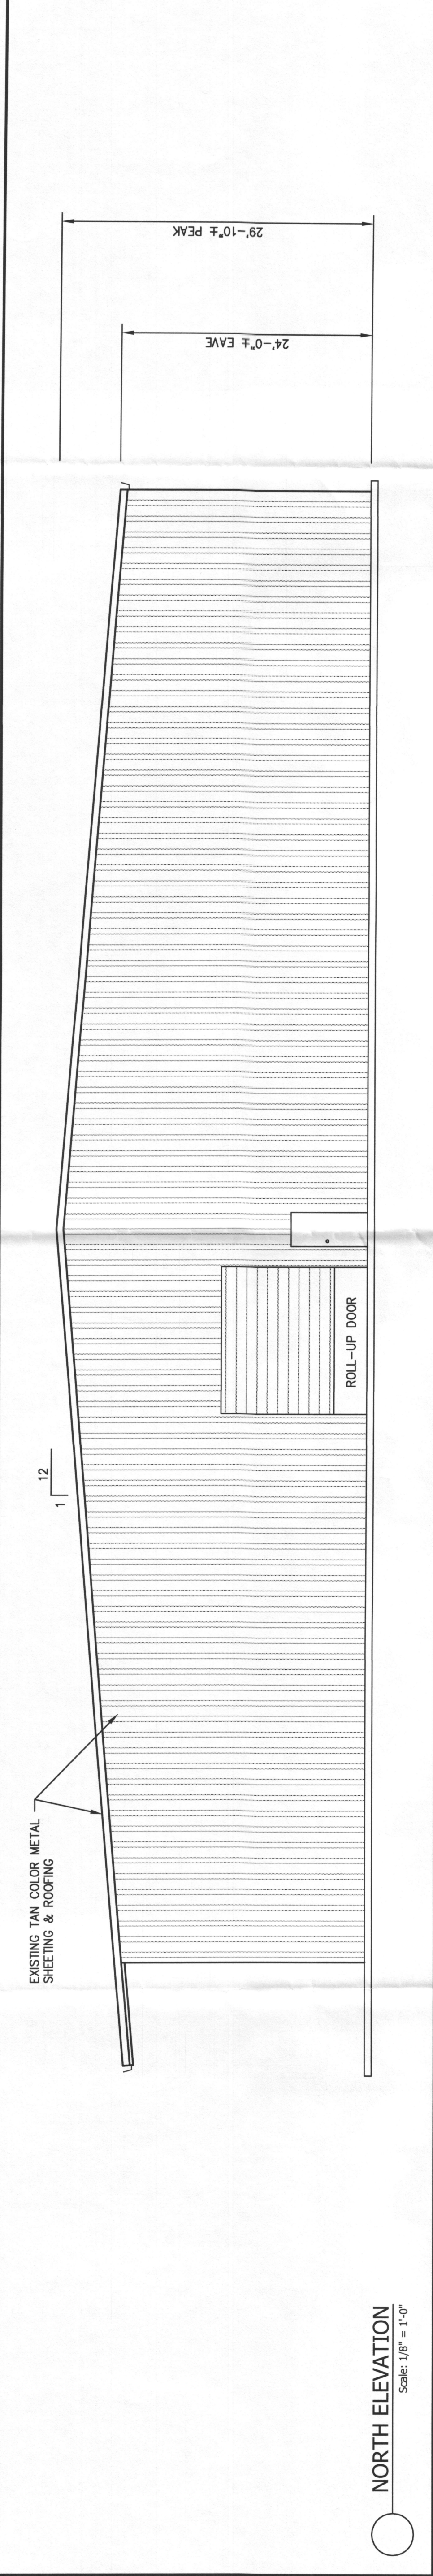 EXISTING TAN COLOR METAL
SHEETING & ROOFING
1
12
ROLL-UP DOOR
24'-0"± EAVE
29'-10"± PEAK
NORTH ELEVATION
Scale: 1/8" = 1'-0"